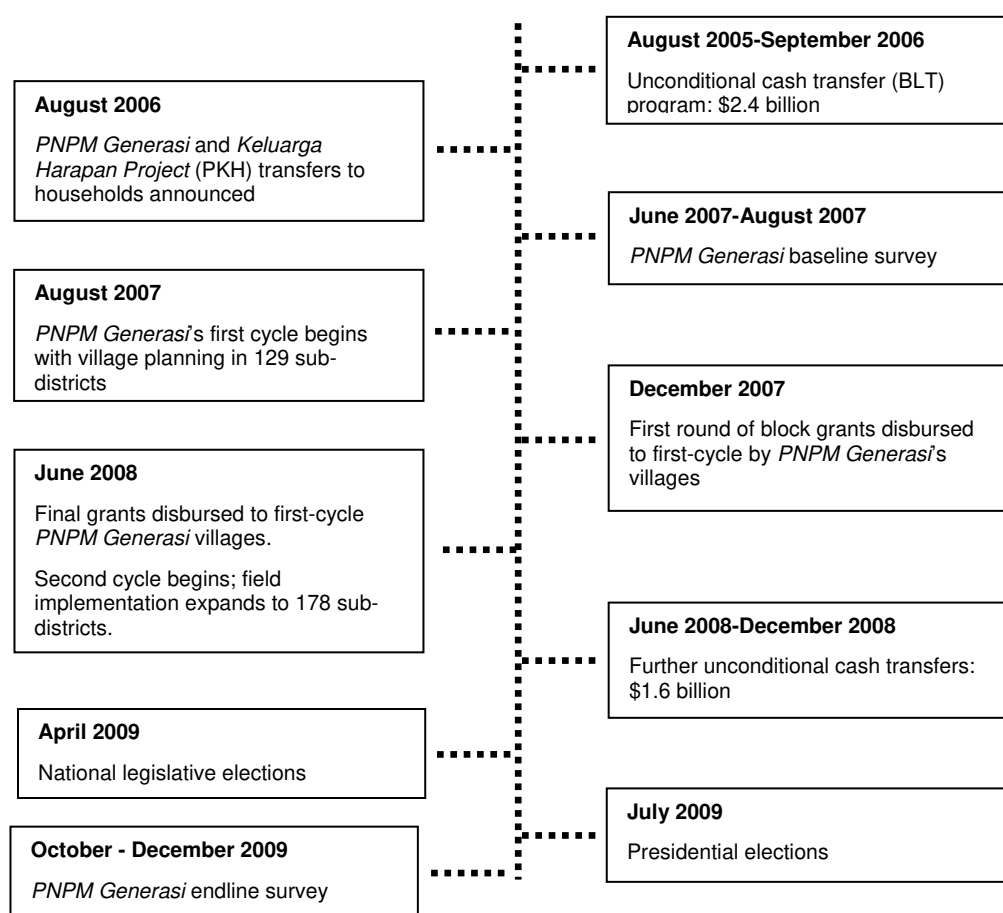 August 2005-September 2006
Unconditional cash transfer (BLT)
program: $2.4 billion
August 2006
PNPM Generasi and Keluarga
Harapan Project (PKH) transfers to
households announced
June 2007-August 2007
PNPM Generasi baseline survey
August 2007
PNPM Generasi's first cycle begins
with village planning in 129 sub-
districts
December 2007
First round of block grants disbursed
to first-cycle by PNPM Generasi's
villages
June 2008
Final grants disbursed to first-cycle
PNPM Generasi villages.
Second cycle begins; field
implementation expands to 178 sub-
districts.
June 2008-December 2008
Further unconditional cash transfers:
$1.6 billion
April 2009
National legislative elections
July 2009
Presidential elections
October - December 2009
PNPM Generasi endline survey